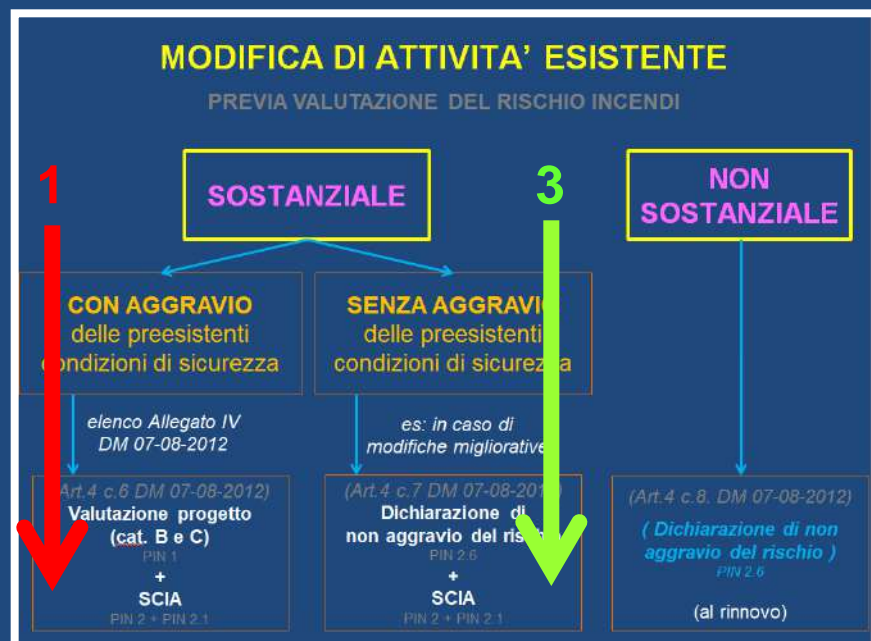 MODIFICA DI ATTIVITA' ESISTENTE
PREVIA VALUTAZIONE DEL RISCHIO INCENDI
1
SOSTANZIALE
3
NON
SOSTANZIALE
CON AGGRAVIO
delle preesistenti
condizioni di sicurezza
SENZA AGGRAVIO
delle preesistenti
condizioni di sicurezza
elenco Allegato IV
DM 07-08-2012
es: in caso di
modifiche migliorative
(Art.4 c.6 DM 07-08-2012)
Valutazione progetto
(cat. B e C)
PIN 1
+
SCIA
PIN 2 + PIN 2.1
(Art.4 c.7 DM 07-08-2012)
Dichiarazione di
non aggravio del rischio
PIN 2.6
+
SCIA
PIN 2 + PIN 2.1
(Art.4 c.8. DM 07-08-2012)
( Dichiarazione di non
aggravio del rischio )
PIN 2.6
(al rinnovo)